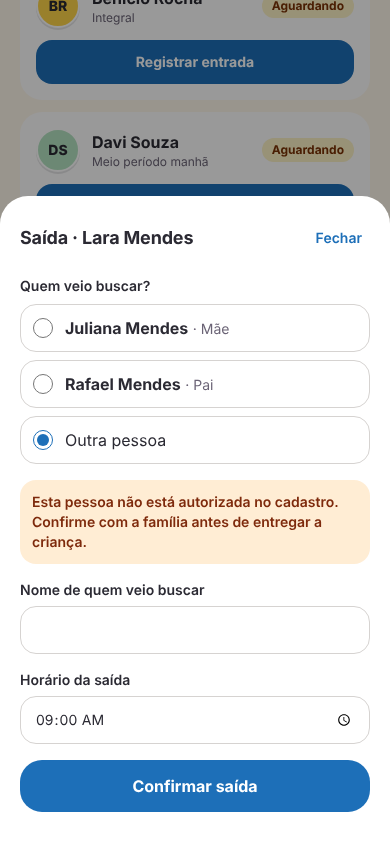 BR
Benício Rocha
Integral
Aguardando
Registrar entrada
DS
Davi Souza
Meio período manhã
Aguardando
Saída · Lara Mendes
Fechar
Quem veio buscar?
Juliana Mendes · Mãe
Rafael Mendes · Pai
Outra pessoa
Esta pessoa não está autorizada no cadastro.
Confirme com a família antes de entregar a
criança.
Nome de quem veio buscar
Horário da saída
09:00 AM
Confirmar saída